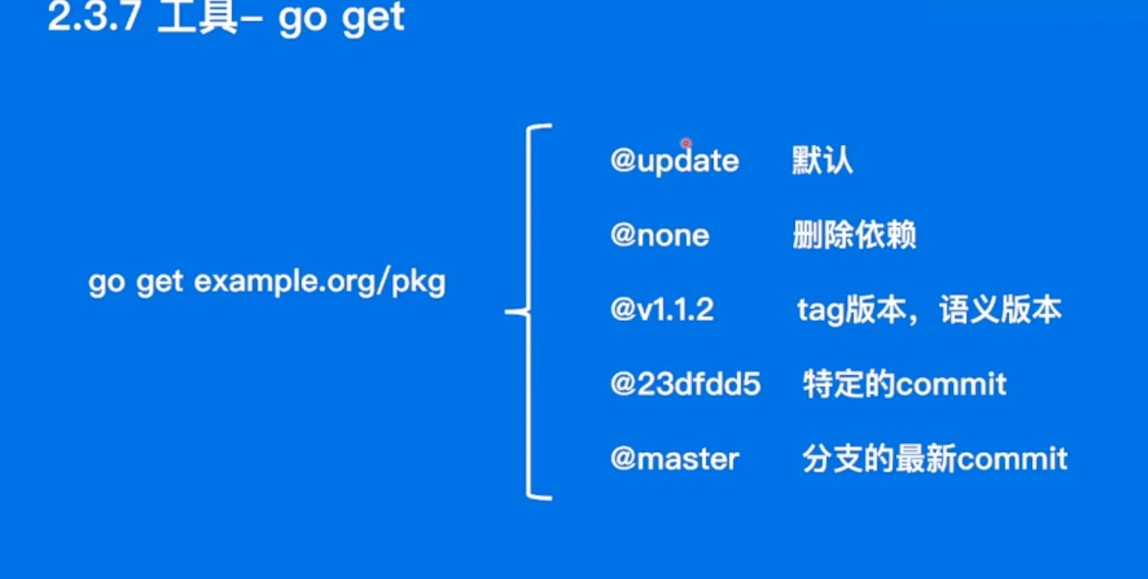 2.3.7 工具- go get
go get example.org/pkg
@update 默认
@none 删除依赖
@v1.1.2 tag版本，语义版本
@23dfdd5 特定的commit
@master 分支的最新commit